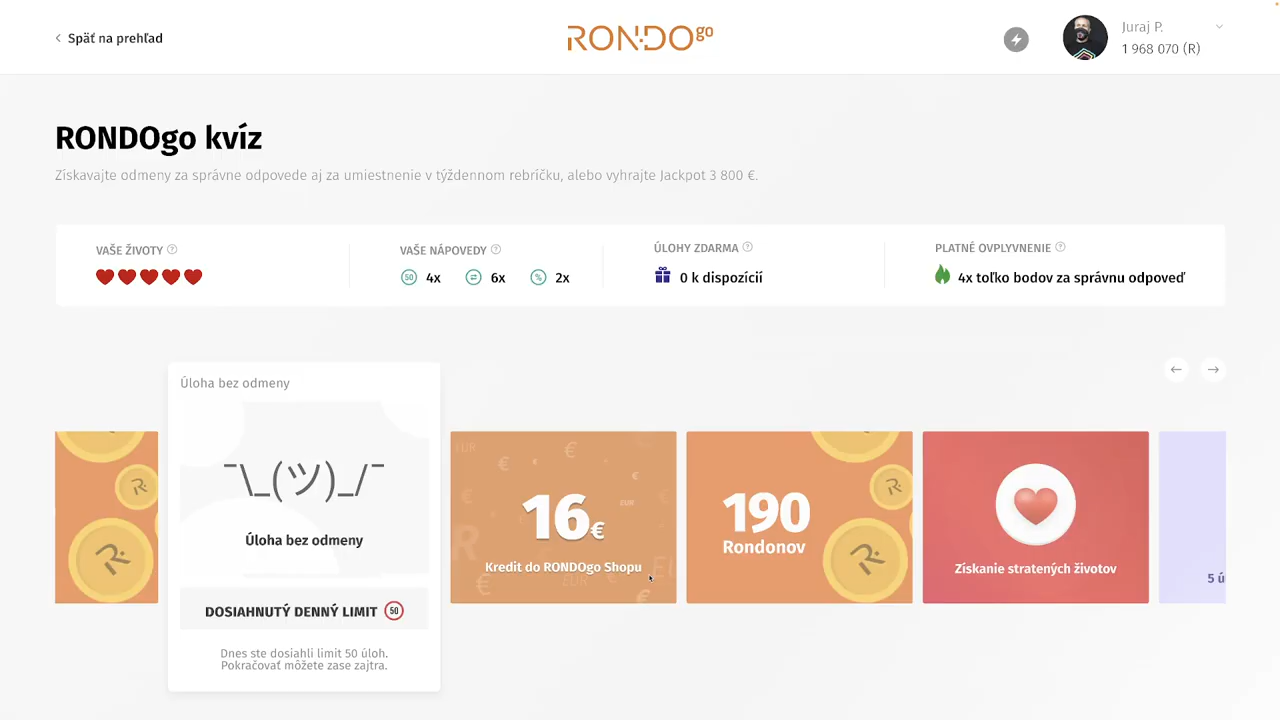 Späť na prehľad
RONDOgo
Juraj P.
1 968 070 (R)
RONDOgo kvíz
Získavajte odmeny za správne odpovede aj za umiestnenie v týždennom rebríčku, alebo vyhrajte Jackpot 3 800 €.
VAŠE ŽIVOTY ?
VAŠE NÁPOVEDY ?
50 4x 6x % 2x
ÚLOHY ZDARMA ?
0 k dispozícií
PLATNÉ OVPLYVNENIE ?
4x toľko bodov za správnu odpoveď
Úloha bez odmeny
¯\_(ツ)_/¯
Úloha bez odmeny
DOSIAHNUTÝ DENNÝ LIMIT 50
Dnes ste dosiahli limit 50 úloh.
Pokračovať môžete zase zajtra.
16€
Kredit do RONDOgo Shopu
190
Rondonov
Získanie stratených životov
5 ú